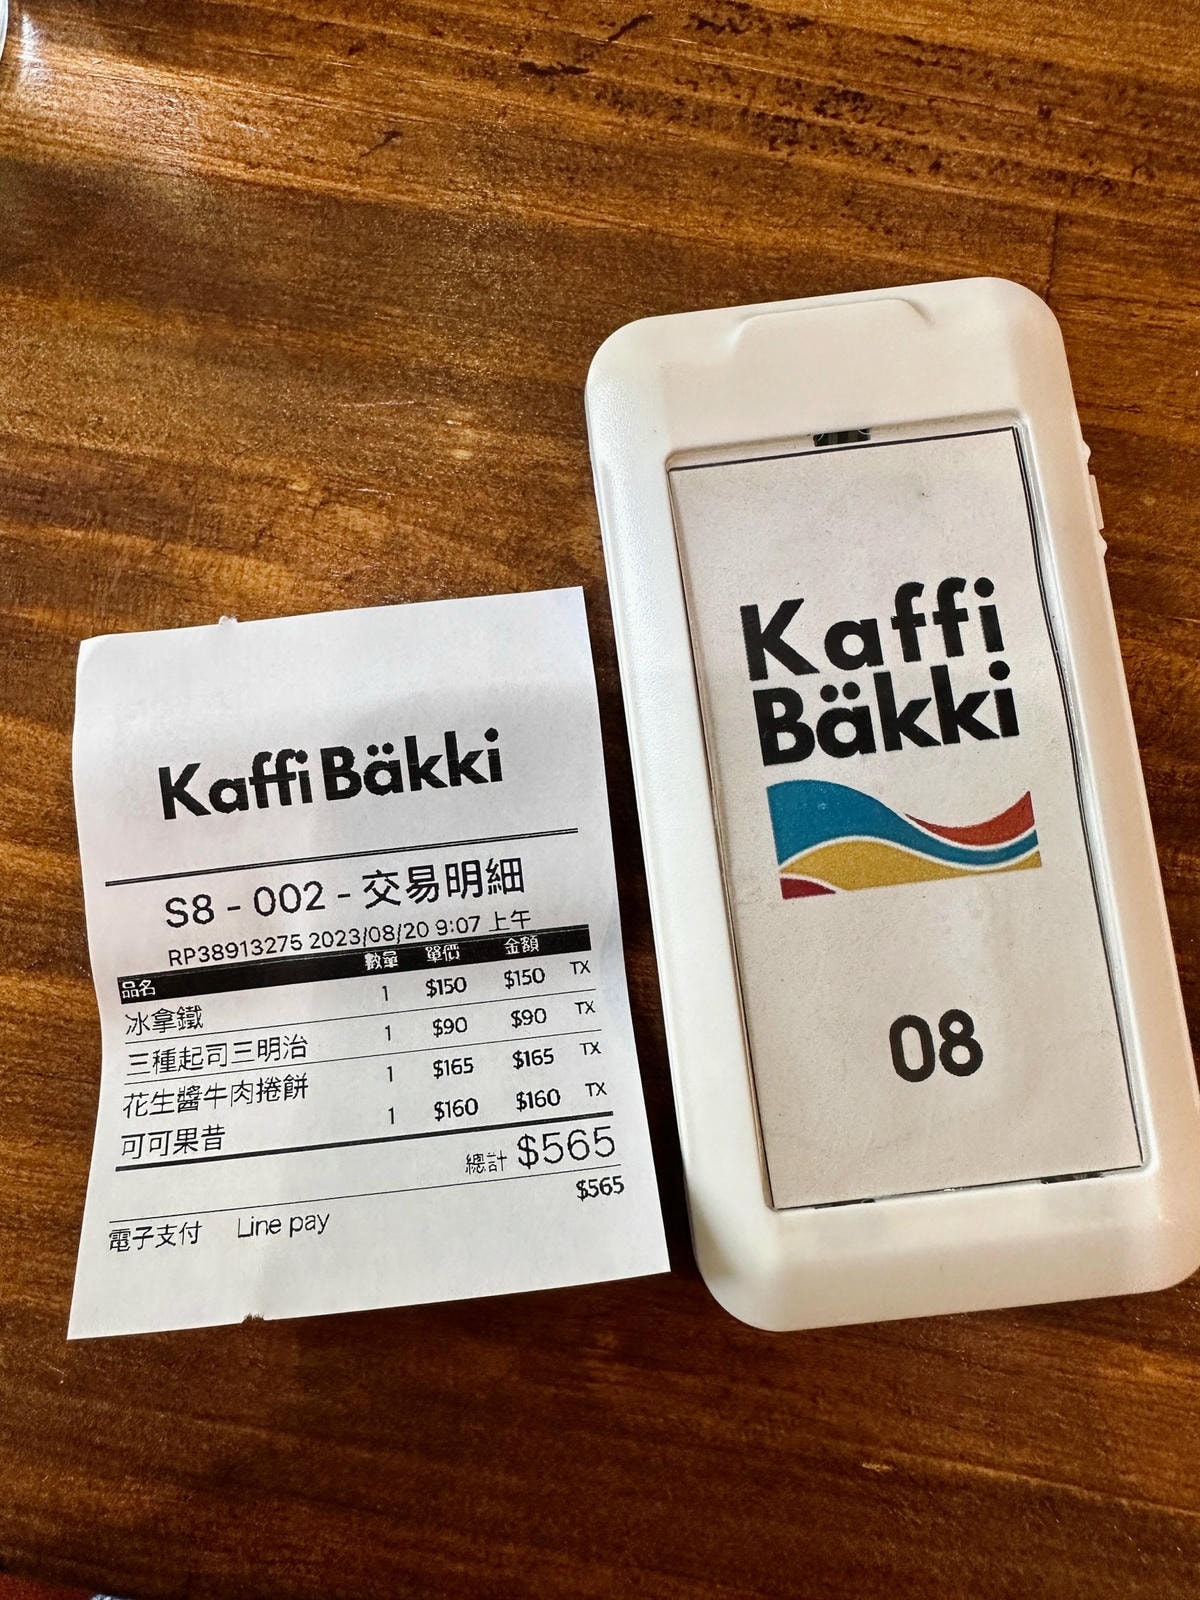 Kaffi Bäkki
S8 - 002 - 交易明細
RP38913275 2023/08/20 9:07 上午
品名 數量 單價 金額
冰拿鐵 1 $150 $150 TX
三種起司三明治 1 $90 $90 TX
花生醬牛肉捲餅 1 $165 $165 TX
可可果昔 1 $160 $160 TX
總計 $565
$565
電子支付 Line pay
Kaffi
Bäkki
08